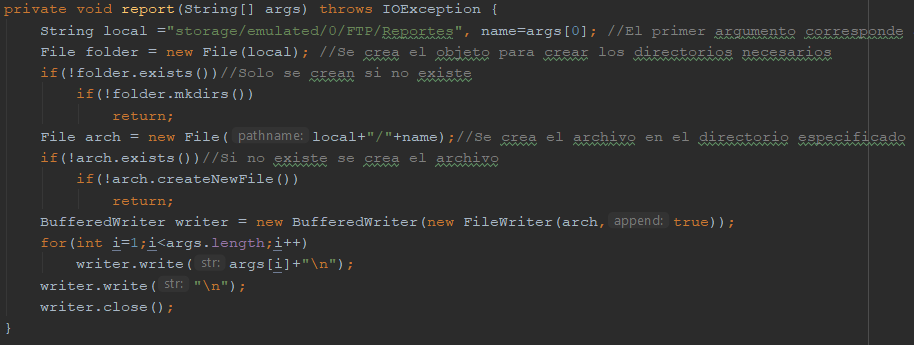 private void report(String[] args) throws IOException {
    String local ="storage/emulated/0/FTP/Reportes", name=args[0]; //El primer argumento corresponde
    File folder = new File(local); //Se crea el objeto para crear los directorios necesarios
    if(!folder.exists())//Solo se crean si no existe
        if(!folder.mkdirs())
            return;
    File arch = new File( pathname: local+"/"+name);//Se crea el archivo en el directorio especificado
    if(!arch.exists())//Si no existe se crea el archivo
        if(!arch.createNewFile())
            return;
    BufferedWriter writer = new BufferedWriter(new FileWriter(arch, append: true));
    for(int i=1;i<args.length;i++)
        writer.write( str: args[i]+"\n");
    writer.write( str: "\n");
    writer.close();
}